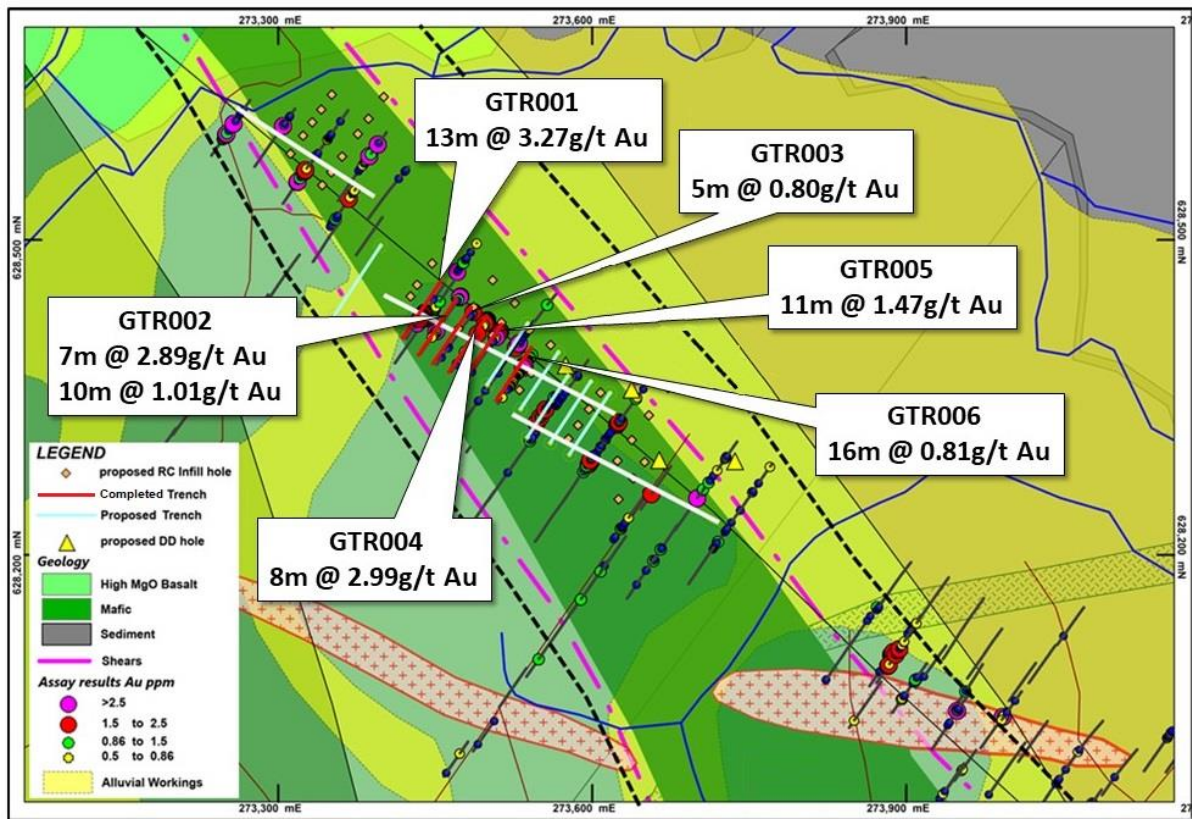 273,300 mE
273,600 mE
273,900 mE
GTR001
13m @ 3.27g/t Au
GTR003
5m @ 0.80g/t Au
628,500 mN
628,500 mN
GTR005
11m @ 1.47g/t Au
GTR002
7m @ 2.89g/t Au
10m @ 1.01g/t Au
GTR006
16m @ 0.81g/t Au
GTR004
8m @ 2.99g/t Au
628,200 mN
628,200 mN
LEGEND
proposed RC Infill hole
Completed Trench
Proposed Trench
proposed DD hole
Geology
High MgO Basalt
Mafic
Sediment
Shears
Assay results Au ppm
>2.5
1.5 to 2.5
0.86 to 1.5
0.5 to 0.86
Alluvial Workings
273,300 mE
273,600 mE
273,900 mE